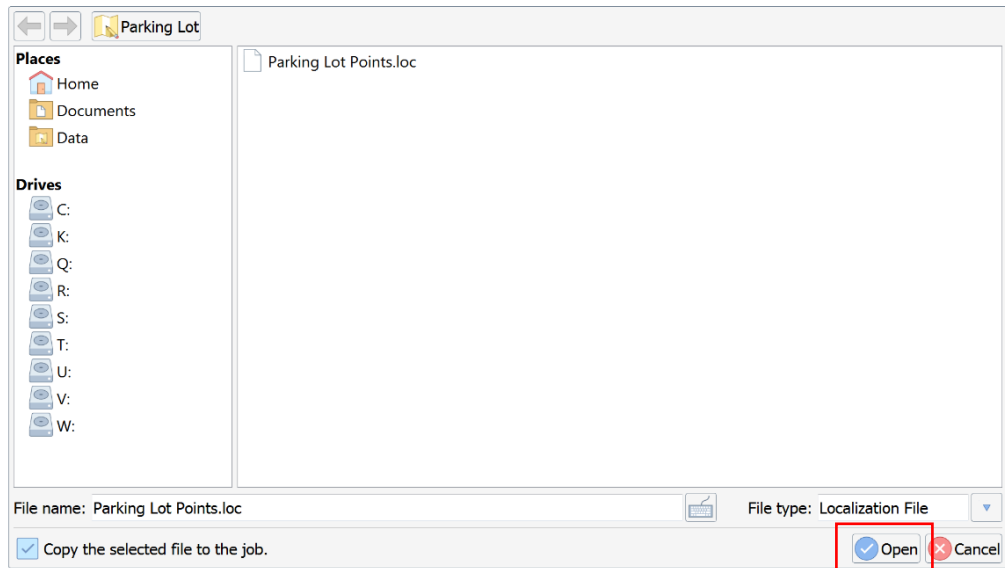 Parking Lot
Places
Home
Documents
Data
Drives
C:
K:
Q:
R:
S:
T:
U:
V:
W:
Parking Lot Points.loc
File name: Parking Lot Points.loc
File type: Localization File
Copy the selected file to the job.
Open
Cancel